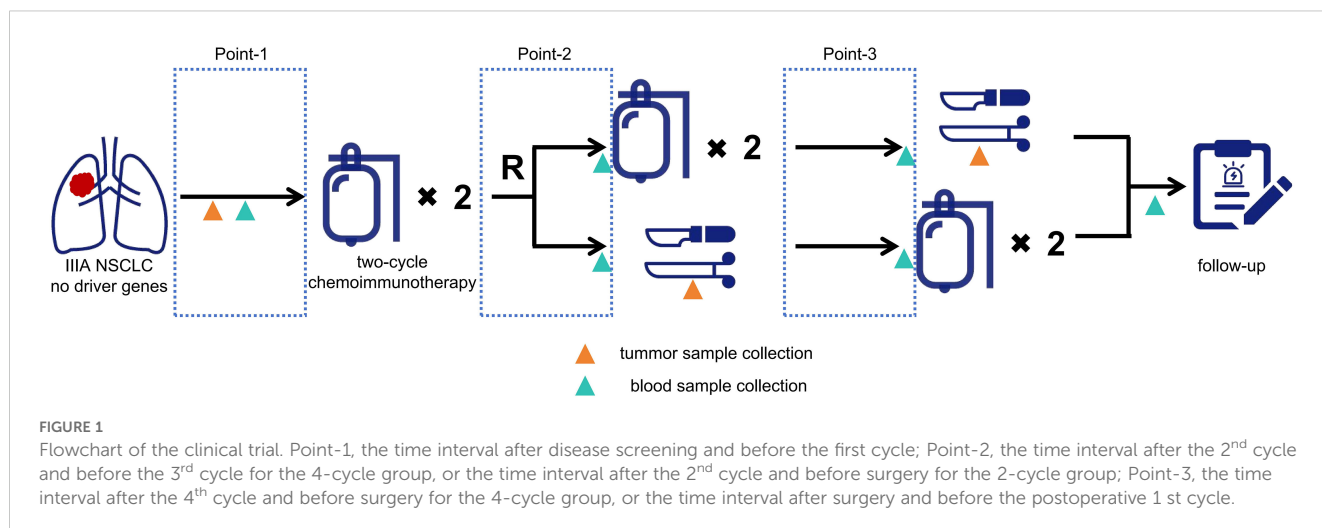 Point-1
Point-2
Point-3
R
× 2
× 2
× 2
IIIA NSCLC
no driver genes
two-cycle
chemoimmunotherapy
follow-up
tummor sample collection
blood sample collection
FIGURE 1
Flowchart of the clinical trial. Point-1, the time interval after disease screening and before the first cycle; Point-2, the time interval after the 2nd cycle
and before the 3rd cycle for the 4-cycle group, or the time interval after the 2nd cycle and before surgery for the 2-cycle group; Point-3, the time
interval after the 4th cycle and before surgery for the 4-cycle group, or the time interval after surgery and before the postoperative 1 st cycle.